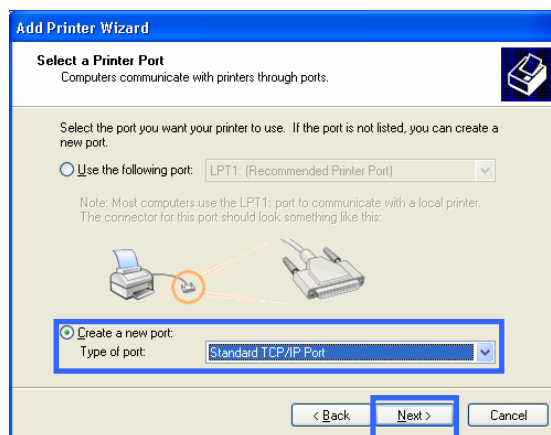 Add Printer Wizard
Select a Printer Port
Computers communicate with printers through ports.
Select the port you want your printer to use. If the port is not listed, you can create a
new port.
Use the following port: LPT1: (Recommended Printer Port)
Note: Most computers use the LPT1: port to communicate with a local printer.
The connector for this port should look something like this:
Create a new port:
Type of port: Standard TCP/IP Port
< Back Next > Cancel